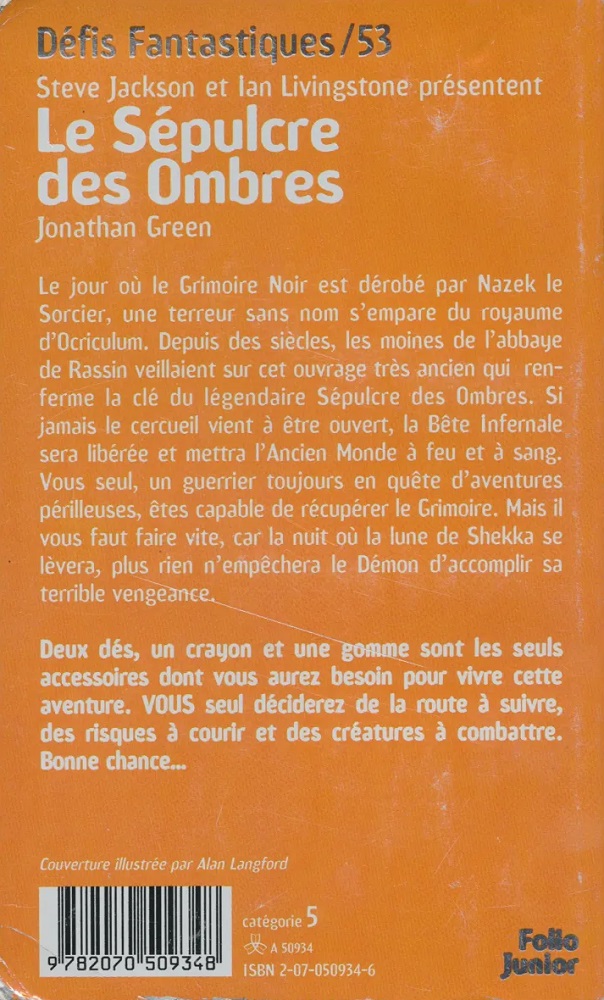 Défis Fantastiques/53
Steve Jackson et Ian Livingstone présentent
Le Sépulcre
des Ombres
Jonathan Green
Le jour où le Grimoire Noir est dérobé par Nazek le
Sorcier, une terreur sans nom s'empare du royaume
d'Ocriculum. Depuis des siècles, les moines de l'abbaye
de Rassin veillaient sur cet ouvrage très ancien qui ren-
ferme la clé du légendaire Sépulcre des Ombres. Si
jamais le cercueil vient à être ouvert, la Bête Infernale
sera libérée et mettra l'Ancien Monde à feu et à sang.
Vous seul, un guerrier toujours en quête d'aventures
périlleuses, êtes capable de récupérer le Grimoire. Mais il
vous faut faire vite, car la nuit où la lune de Shekka se
lèvera, plus rien n'empêchera le Démon d'accomplir sa
terrible vengeance.
Deux dés, un crayon et une gomme sont les seuls
accessoires dont vous aurez besoin pour vivre cette
aventure. VOUS seul déciderez de la route à suivre,
des risques à courir et des créatures à combattre.
Bonne chance...
Couverture illustrée par Alan Langford
catégorie 5
A 50934
ISBN 2-07-050934-6
9 782070 509348
Folio
Junior